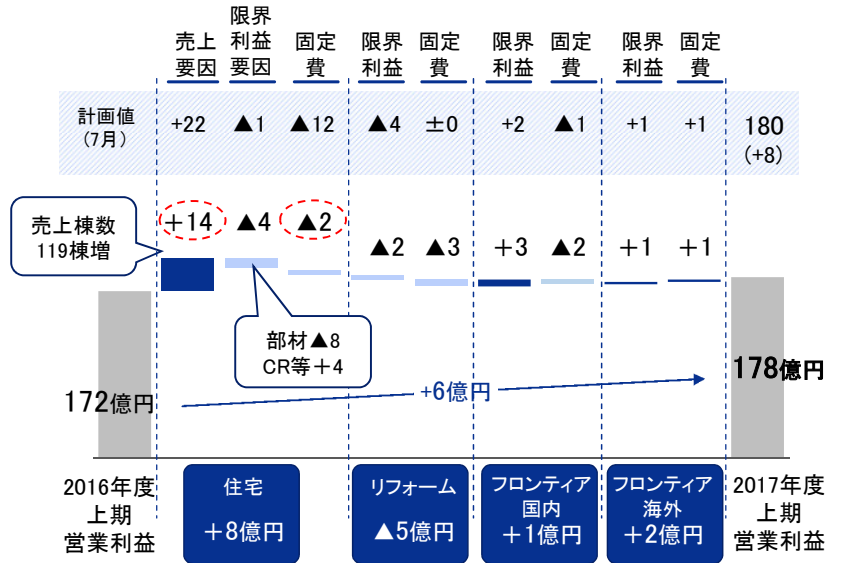 売上
要因
限界
利益
要因
固定
費
限界
利益
固定
費
限界
利益
固定
費
限界
利益
固定
費
計画値
(7月)
+22
▲1
▲12
▲4
±0
+2
▲1
+1
+1
180
(+8)
売上棟数
119棟増
+14
▲4
▲2
▲2
▲3
+3
▲2
+1
+1
部材▲8
CR等+4
172億円
+6億円
178億円
2016年度
上期
営業利益
住宅
+8億円
リフォーム
▲5億円
フロンティア
国内
+1億円
フロンティア
海外
+2億円
2017年度
上期
営業利益